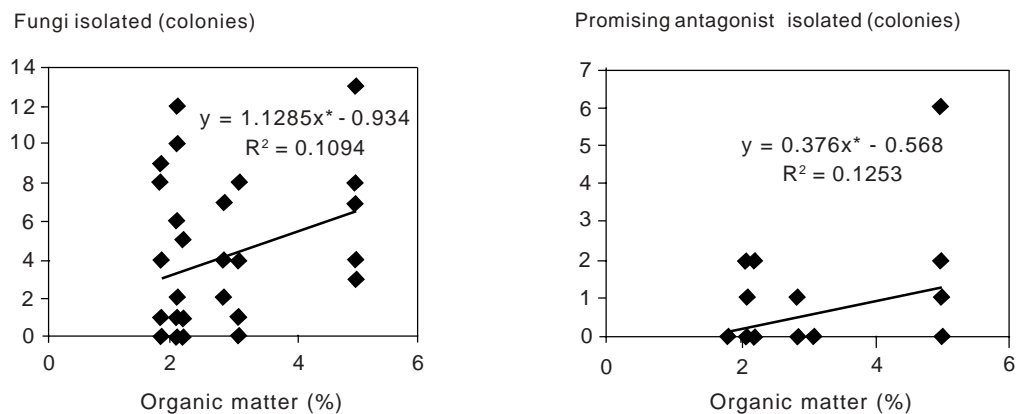 Fungi isolated (colonies)
14
12
10
8
6
4
2
0
y = 1.1285x* - 0.934
R² = 0.1094
0 2 4 6
Organic matter (%)
Promising antagonist isolated (colonies)
7
6
5
4
3
2
1
0
y = 0.376x* - 0.568
R² = 0.1253
0 2 4 6
Organic matter (%)